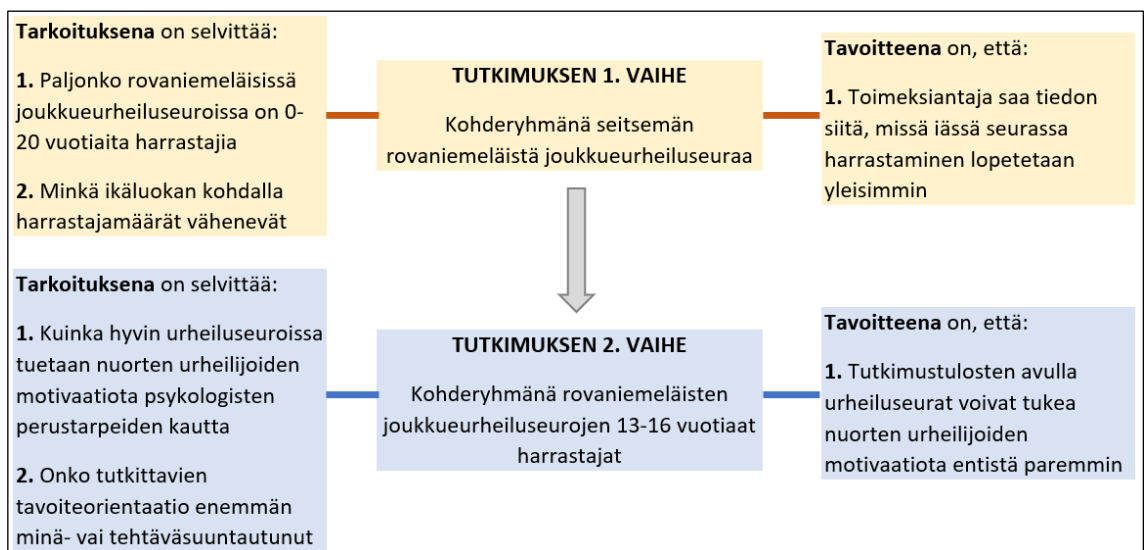 Tarkoituksena on selvittää:
1. Paljonko rovaniemeläisissä
joukkueurheiluseuroissa on 0-
20 vuotiaita harrastajia
2. Minkä ikäluokan kohdalla
harrastajamäärät vähenevät
TUTKIMUKSEN 1. VAIHE
Kohderyhmänä seitsemän
rovaniemeläistä joukkueurheiluseuraa
Tavoitteena on, että:
1. Toimeksiantaja saa tiedon
siitä, missä iässä seurassa
harrastaminen lopetetaan
yleisimmin
Tarkoituksena on selvittää:
1. Kuinka hyvin urheiluseuroissa
tuetaan nuorten urheilijoiden
motivaatiota psykologisten
perustarpeiden kautta
2. Onko tutkittavien
tavoiteorientaatio enemmän
minä- vai tehtäväsuuntautunut
TUTKIMUKSEN 2. VAIHE
Kohderyhmänä rovaniemeläisten
joukkueurheiluseurojen 13-16 vuotiaat
harrastajat
Tavoitteena on, että:
1. Tutkimustulosten avulla
urheiluseurat voivat tukea
nuorten urheilijoiden
motivaatiota entistä paremmin